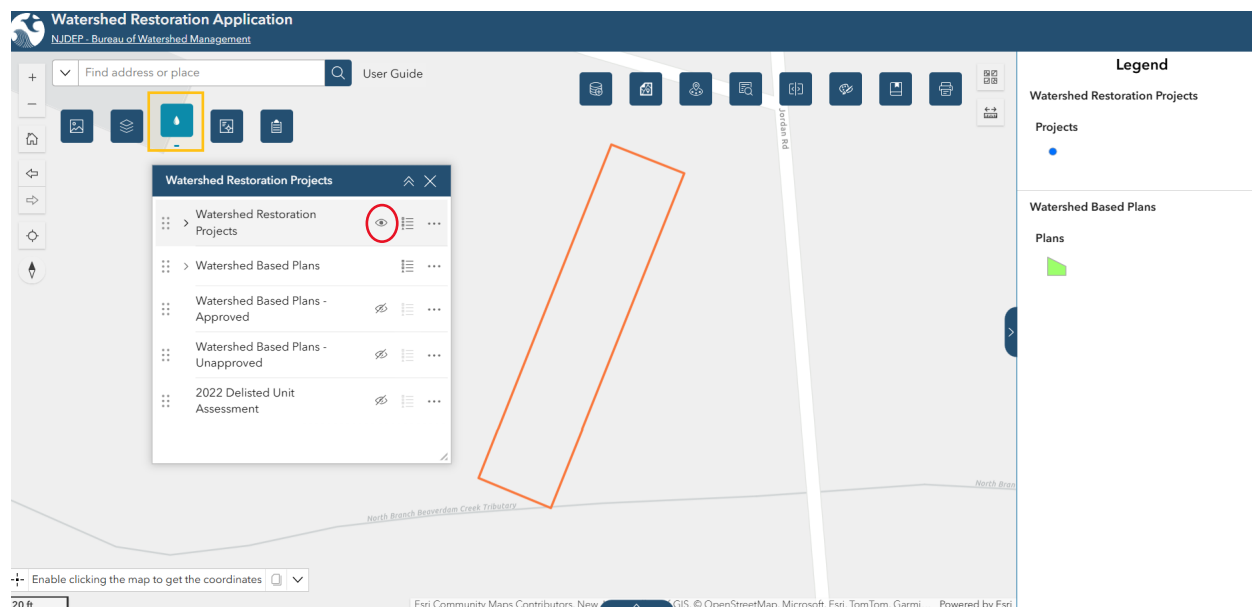 Watershed Restoration Application
NJDEP - Bureau of Watershed Management
Find address or place
User Guide
Jordan Rd
Watershed Restoration Projects
Watershed Restoration
Projects
Watershed Based Plans
Watershed Based Plans -
Approved
Watershed Based Plans -
Unapproved
2022 Delisted Unit
Assessment
North Branch Beaverdam Creek Tributary
North Bran
Enable clicking the map to get the coordinates
20 ft
Esri Community Maps Contributors, New GIS, © OpenStreetMap, Microsoft, Esri, TomTom, Garmi...
Powered by Esri
Legend
Watershed Restoration Projects
Projects
Watershed Based Plans
Plans